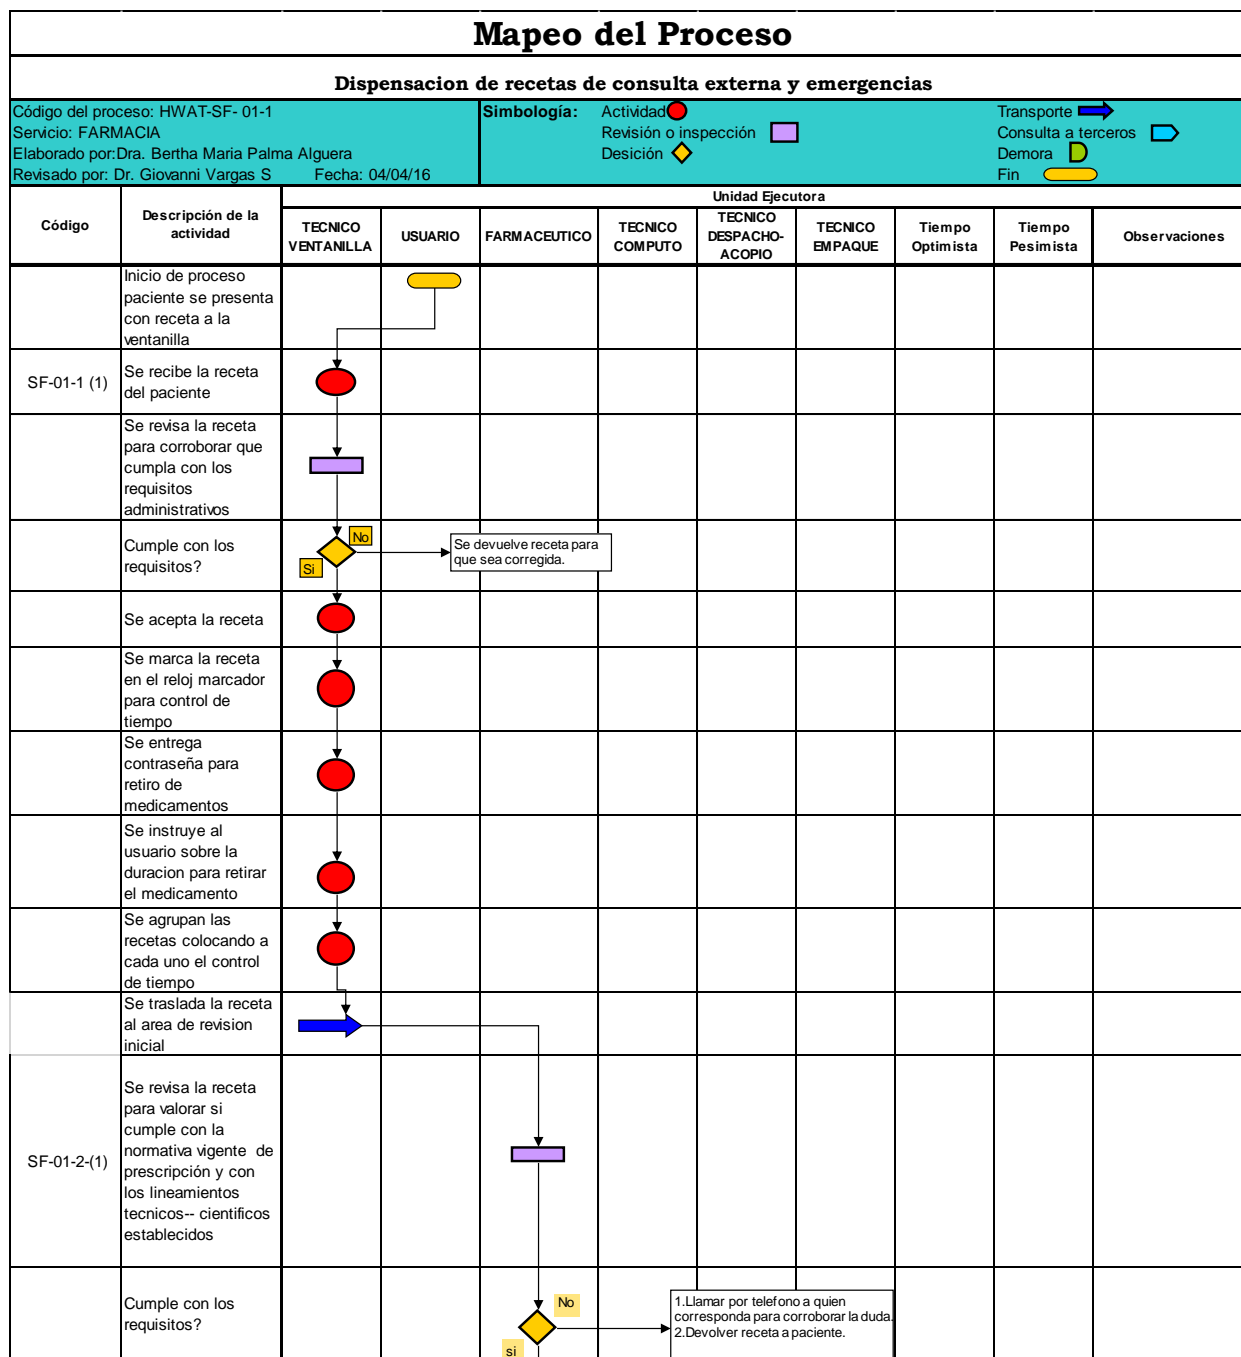 Mapeo del Proceso
Dispensacion de recetas de consulta externa y emergencias
Código del proceso: HWAT-SF- 01-1
Servicio: FARMACIA
Elaborado por:Dra. Bertha Maria Palma Alguera
Revisado por: Dr. Giovanni Vargas S Fecha: 04/04/16
Simbología: Actividad Transporte
Revisión o inspección Consulta a terceros
Desición Demora
Fin
Unidad Ejecutora
Código
Descripción de la
actividad
TECNICO
VENTANILLA
USUARIO
FARMACEUTICO
TECNICO
COMPUTO
TECNICO
DESPACHO-
ACOPIO
TECNICO
EMPAQUE
Tiempo
Optimista
Tiempo
Pesimista
Observaciones
Inicio de proceso
paciente se presenta
con receta a la
ventanilla
SF-01-1 (1)
Se recibe la receta
del paciente
Se revisa la receta
para corroborar que
cumpla con los
requisitos
administrativos
Cumple con los
requisitos?
No
Si
Se devuelve receta para
que sea corregida.
Se acepta la receta
Se marca la receta
en el reloj marcador
para control de
tiempo
Se entrega
contraseña para
retiro de
medicamentos
Se instruye al
usuario sobre la
duracion para retirar
el medicamento
Se agrupan las
recetas colocando a
cada uno el control
de tiempo
Se traslada la receta
al area de revision
inicial
SF-01-2-(1)
Se revisa la receta
para valorar si
cumple con la
normativa vigente de
prescripción y con
los lineamientos
tecnicos-- cientificos
establecidos
Cumple con los
requisitos?
No
si
1.Llamar por telefono a quien
corresponda para corroborar la duda.
2.Devolver receta a paciente.